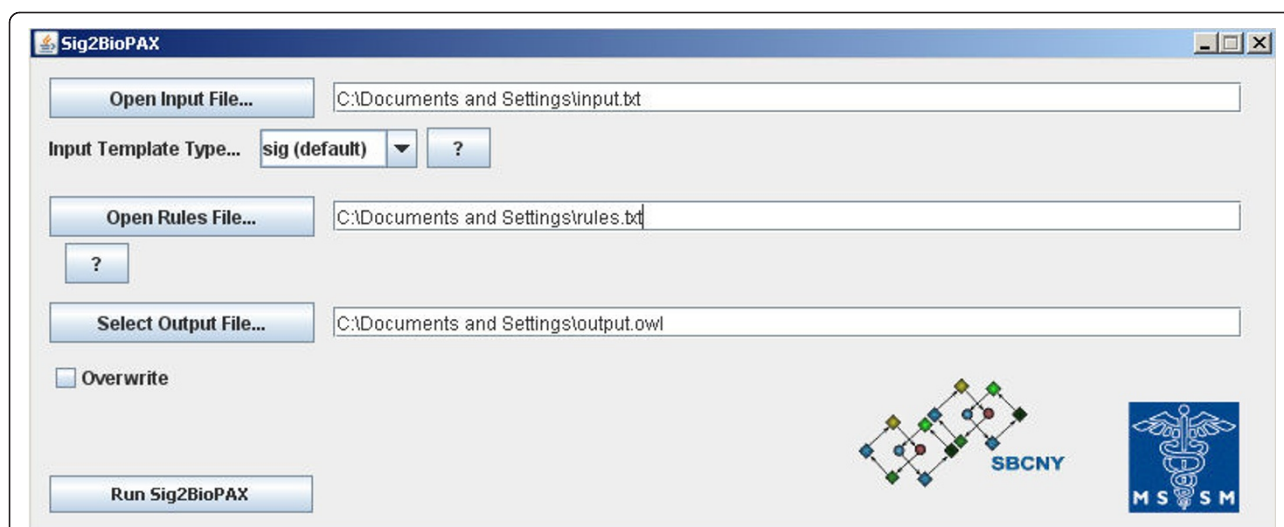 Sig2BioPAX
Open Input File... C:\Documents and Settings\input.txt
Input Template Type... sig (default) ?
Open Rules File... C:\Documents and Settings\rules.txt
?
Select Output File... C:\Documents and Settings\output.owl
Overwrite
SBCNY
MSSM
Run Sig2BioPAX